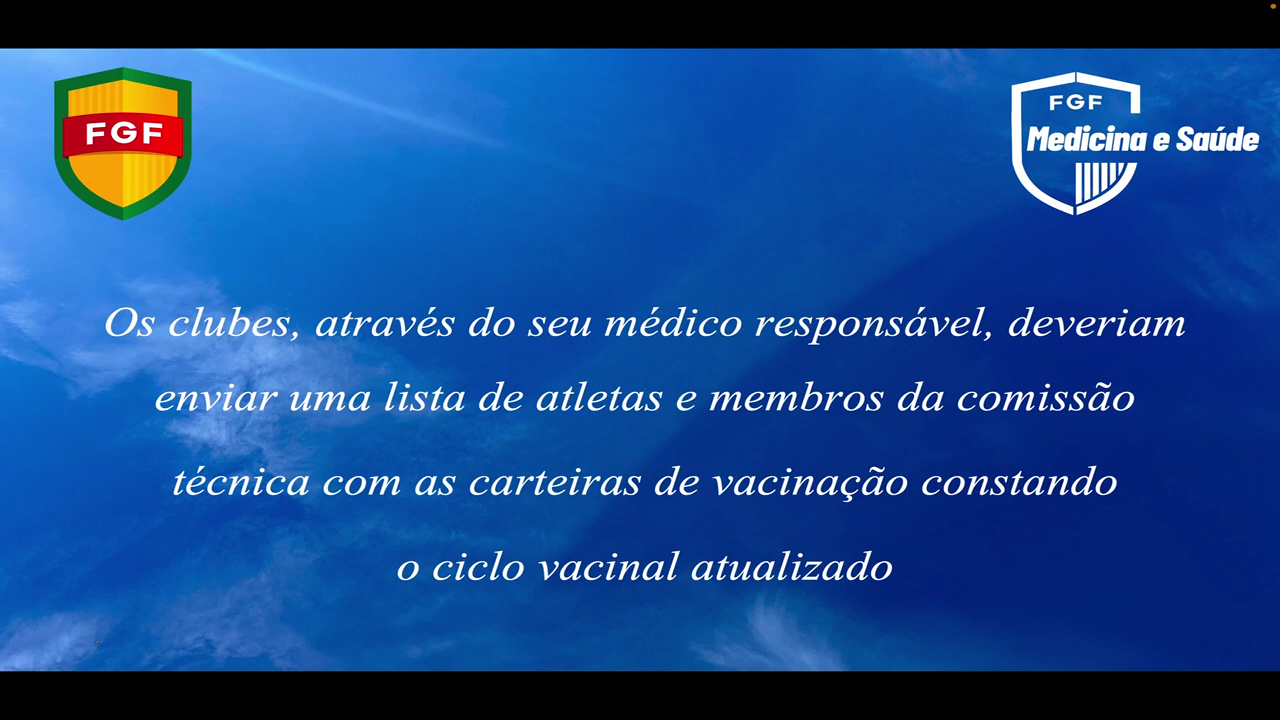 FGF
FGF
Medicina e Saúde
Os clubes, através do seu médico responsável, deveriam
enviar uma lista de atletas e membros da comissão
técnica com as carteiras de vacinação constando
o ciclo vacinal atualizado